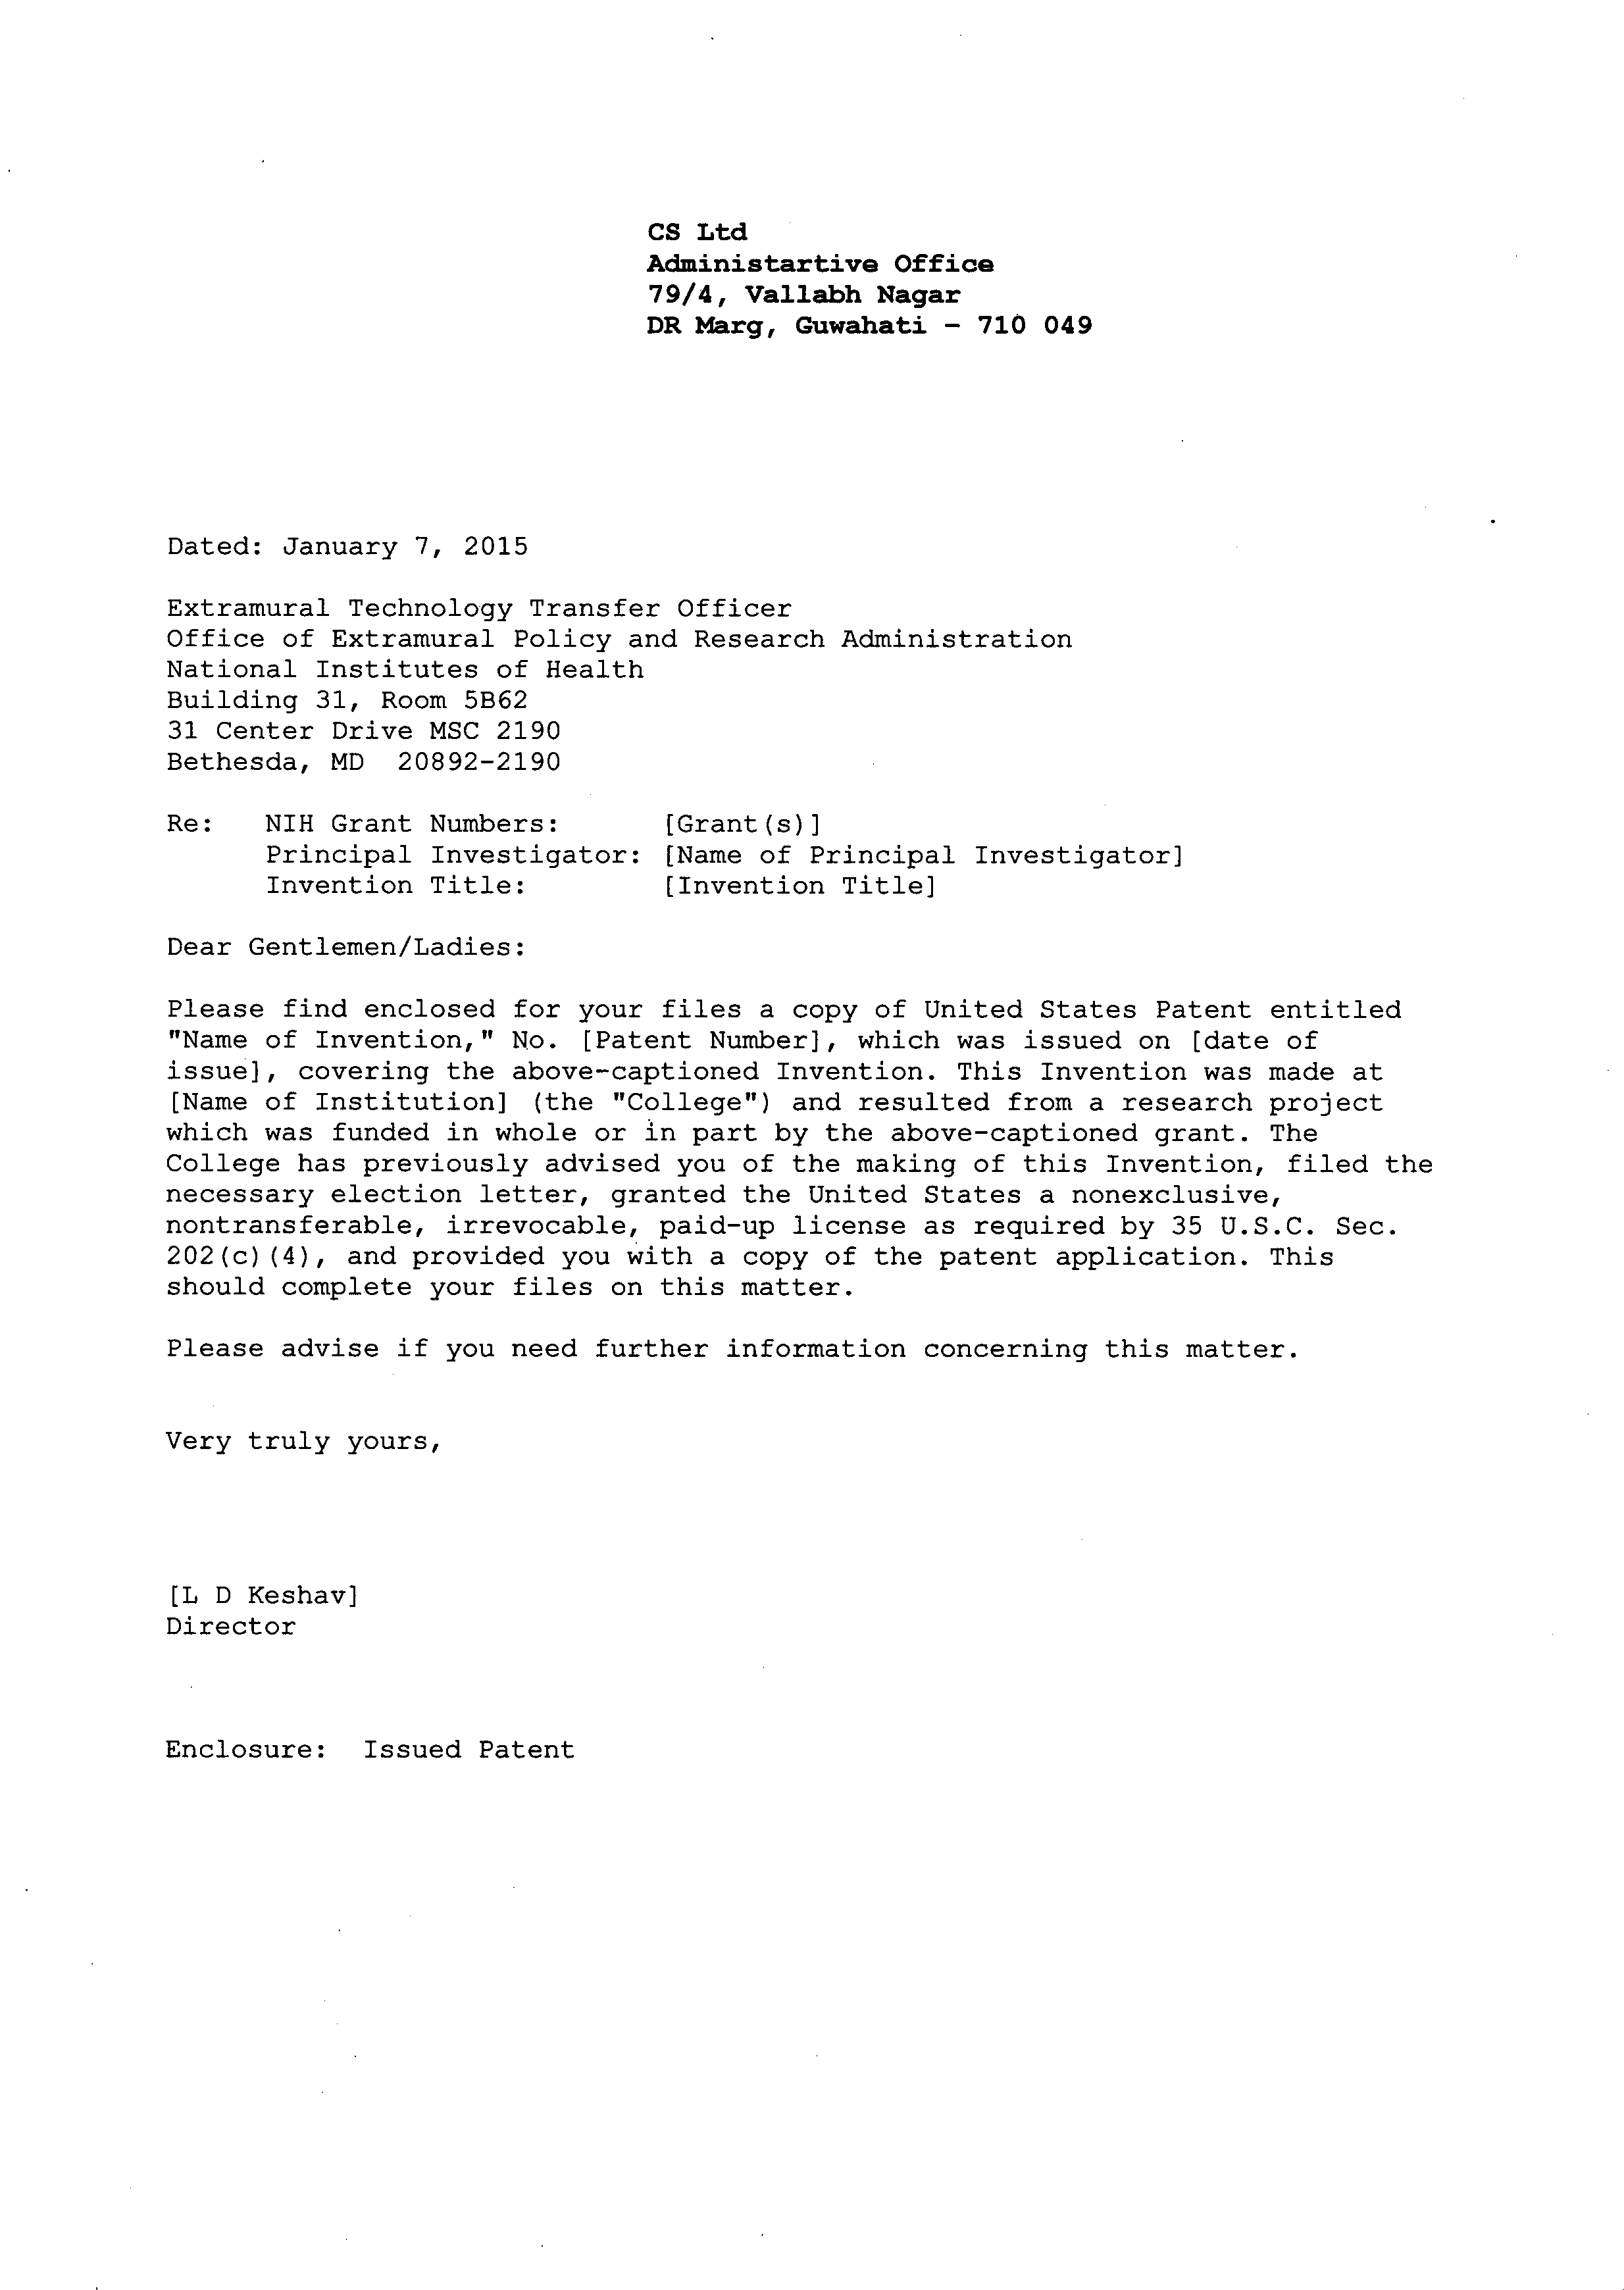 CS Ltd
Administartive Office
79/4, Vallabh Nagar
DR Marg, Guwahati - 710 049
Dated: January 7, 2015
Extramural Technology Transfer Officer
Office of Extramural Policy and Research Administration
National Institutes of Health
Building 31, Room 5B62
31 Center Drive MSC 2190
Bethesda, MD 20892-2190
Re: NIH Grant Numbers: [Grant(s)]
Principal Investigator: [Name of Principal Investigator]
Invention Title: [Invention Title]
Dear Gentlemen/Ladies:
Please find enclosed for your files a copy of United States Patent entitled
"Name of Invention," No. [Patent Number], which was issued on [date of
issue], covering the above-captioned Invention. This Invention was made at
[Name of Institution] (the "College") and resulted from a research project
which was funded in whole or in part by the above-captioned grant. The
College has previously advised you of the making of this Invention, filed the
necessary election letter, granted the United States a nonexclusive,
nontransferable, irrevocable, paid-up license as required by 35 U.S.C. Sec.
202(c)(4), and provided you with a copy of the patent application. This
should complete your files on this matter.
Please advise if you need further information concerning this matter.
Very truly yours,
[L D Keshav]
Director
Enclosure: Issued Patent